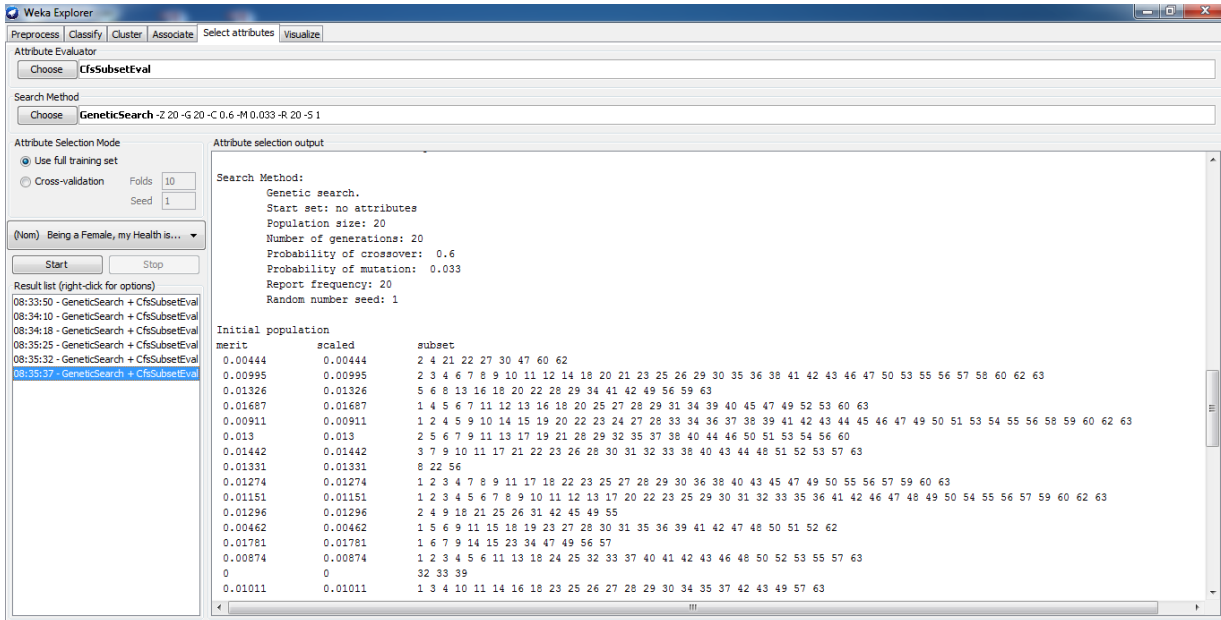 Weka Explorer
Preprocess Classify Cluster Associate Select attributes Visualize
Attribute Evaluator
Choose CfsSubsetEval
Search Method
Choose GeneticSearch -Z 20 -G 20 -C 0.6 -M 0.033 -R 20 -S 1
Attribute Selection Mode
Use full training set
Cross-validation Folds 10
Seed 1
(Nom) Being a Female, my Health is...
Start Stop
Result list (right-click for options)
08:33:50 - GeneticSearch + CfsSubsetEval
08:34:10 - GeneticSearch + CfsSubsetEval
08:34:18 - GeneticSearch + CfsSubsetEval
08:35:25 - GeneticSearch + CfsSubsetEval
08:35:32 - GeneticSearch + CfsSubsetEval
08:35:37 - GeneticSearch + CfsSubsetEval
Attribute selection output
Search Method:
Genetic search.
Start set: no attributes
Population size: 20
Number of generations: 20
Probability of crossover: 0.6
Probability of mutation: 0.033
Report frequency: 20
Random number seed: 1
Initial population
merit scaled subset
0.00444 0.00444 2 4 21 22 27 30 47 60 62
0.00995 0.00995 2 3 4 6 7 8 9 10 11 12 14 18 20 21 23 25 26 29 30 35 36 38 41 42 43 46 47 50 53 55 56 57 58 60 62 63
0.01326 0.01326 5 6 8 13 16 18 20 22 28 29 34 41 42 49 56 59 63
0.01687 0.01687 1 4 5 6 7 11 12 13 16 18 20 25 27 28 29 31 34 39 40 45 47 49 52 53 60 63
0.00911 0.00911 1 2 4 5 9 10 14 15 19 20 22 23 24 27 28 33 34 36 37 38 39 41 42 43 44 45 46 47 49 50 51 53 54 55 56 58 59 60 62 63
0.013 0.013 2 5 6 7 9 11 13 17 19 21 28 29 32 35 37 38 40 44 46 50 51 53 54 56 60
0.01442 0.01442 3 7 9 10 11 17 21 22 23 26 28 30 31 32 33 38 40 43 44 48 51 52 53 57 63
0.01331 0.01331 8 22 56
0.01274 0.01274 1 2 3 4 7 8 9 11 17 18 22 23 25 27 28 29 30 36 38 40 43 45 47 49 50 55 56 57 59 60 63
0.01151 0.01151 1 2 3 4 5 6 7 8 9 10 11 12 13 17 20 22 23 25 29 30 31 32 33 35 36 41 42 46 47 48 49 50 54 55 56 57 59 60 62 63
0.01296 0.01296 2 4 9 18 21 25 26 31 42 45 49 55
0.00462 0.00462 1 5 6 9 11 15 18 19 23 27 28 30 31 35 36 39 41 42 47 48 50 51 52 62
0.01781 0.01781 1 6 7 9 14 15 23 34 47 49 56 57
0.00874 0.00874 1 2 3 4 5 6 11 13 18 24 25 32 33 37 40 41 42 43 46 48 50 52 53 55 57 63
0 0 32 33 39
0.01011 0.01011 1 3 4 10 11 14 16 18 23 25 26 27 28 29 30 34 35 37 42 43 49 57 63